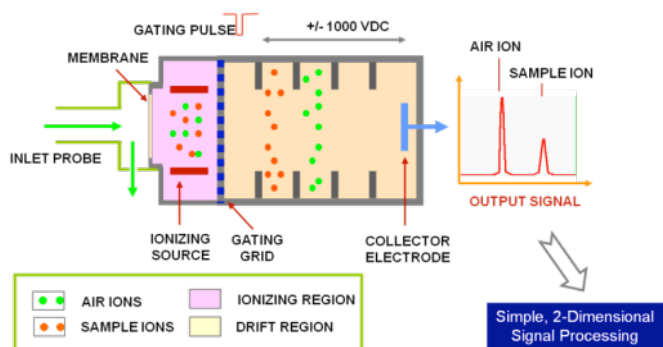 GATING PULSE
+/- 1000 VDC
MEMBRANE
AIR ION
SAMPLE ION
INLET PROBE
OUTPUT SIGNAL
IONIZING
SOURCE
GATING
GRID
COLLECTOR
ELECTRODE
AIR IONS
IONIZING REGION
SAMPLE IONS
DRIFT REGION
Simple, 2-Dimensional
Signal Processing